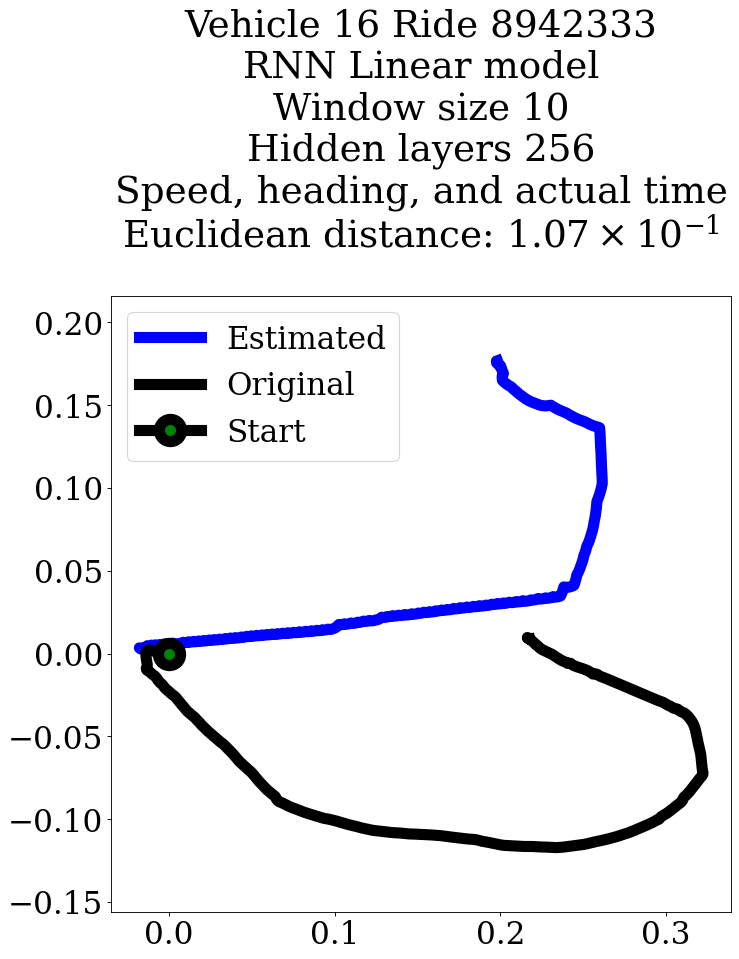 Vehicle 16 Ride 8942333
RNN Linear model
Window size 10
Hidden layers 256
Speed, heading, and actual time
Euclidean distance: 1.07 × 10⁻¹
Estimated
Original
Start
0.20
0.15
0.10
0.05
0.00
−0.05
−0.10
−0.15
0.0 0.1 0.2 0.3